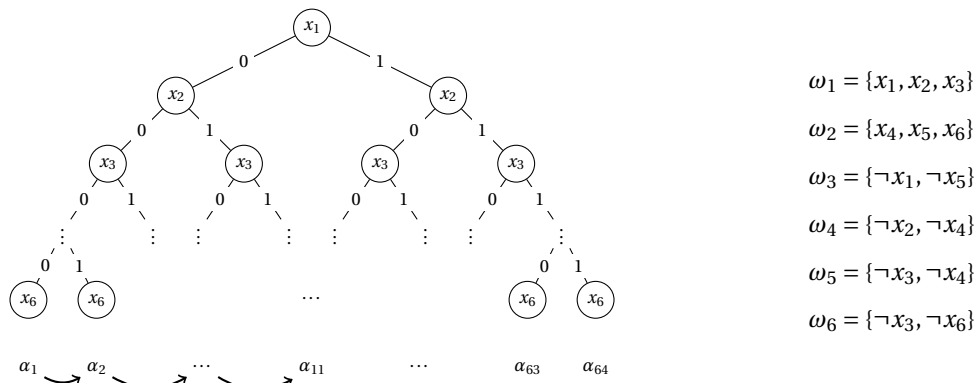 x₁
0 1
x₂ x₂
0 1 0 1
x₃ x₃ x₃ x₃
0 1 0 1 0 1 0 1
⋮ ⋮ ⋮ ⋮ ⋮ ⋮ ⋮ ⋮
0 1 0 1
x₆ x₆ ... x₆ x₆
α₁ α₂ ... α₁₁ ... α₆₃ α₆₄
ω₁ = {x₁, x₂, x₃}
ω₂ = {x₄, x₅, x₆}
ω₃ = {¬x₁, ¬x₅}
ω₄ = {¬x₂, ¬x₄}
ω₅ = {¬x₃, ¬x₄}
ω₆ = {¬x₃, ¬x₆}